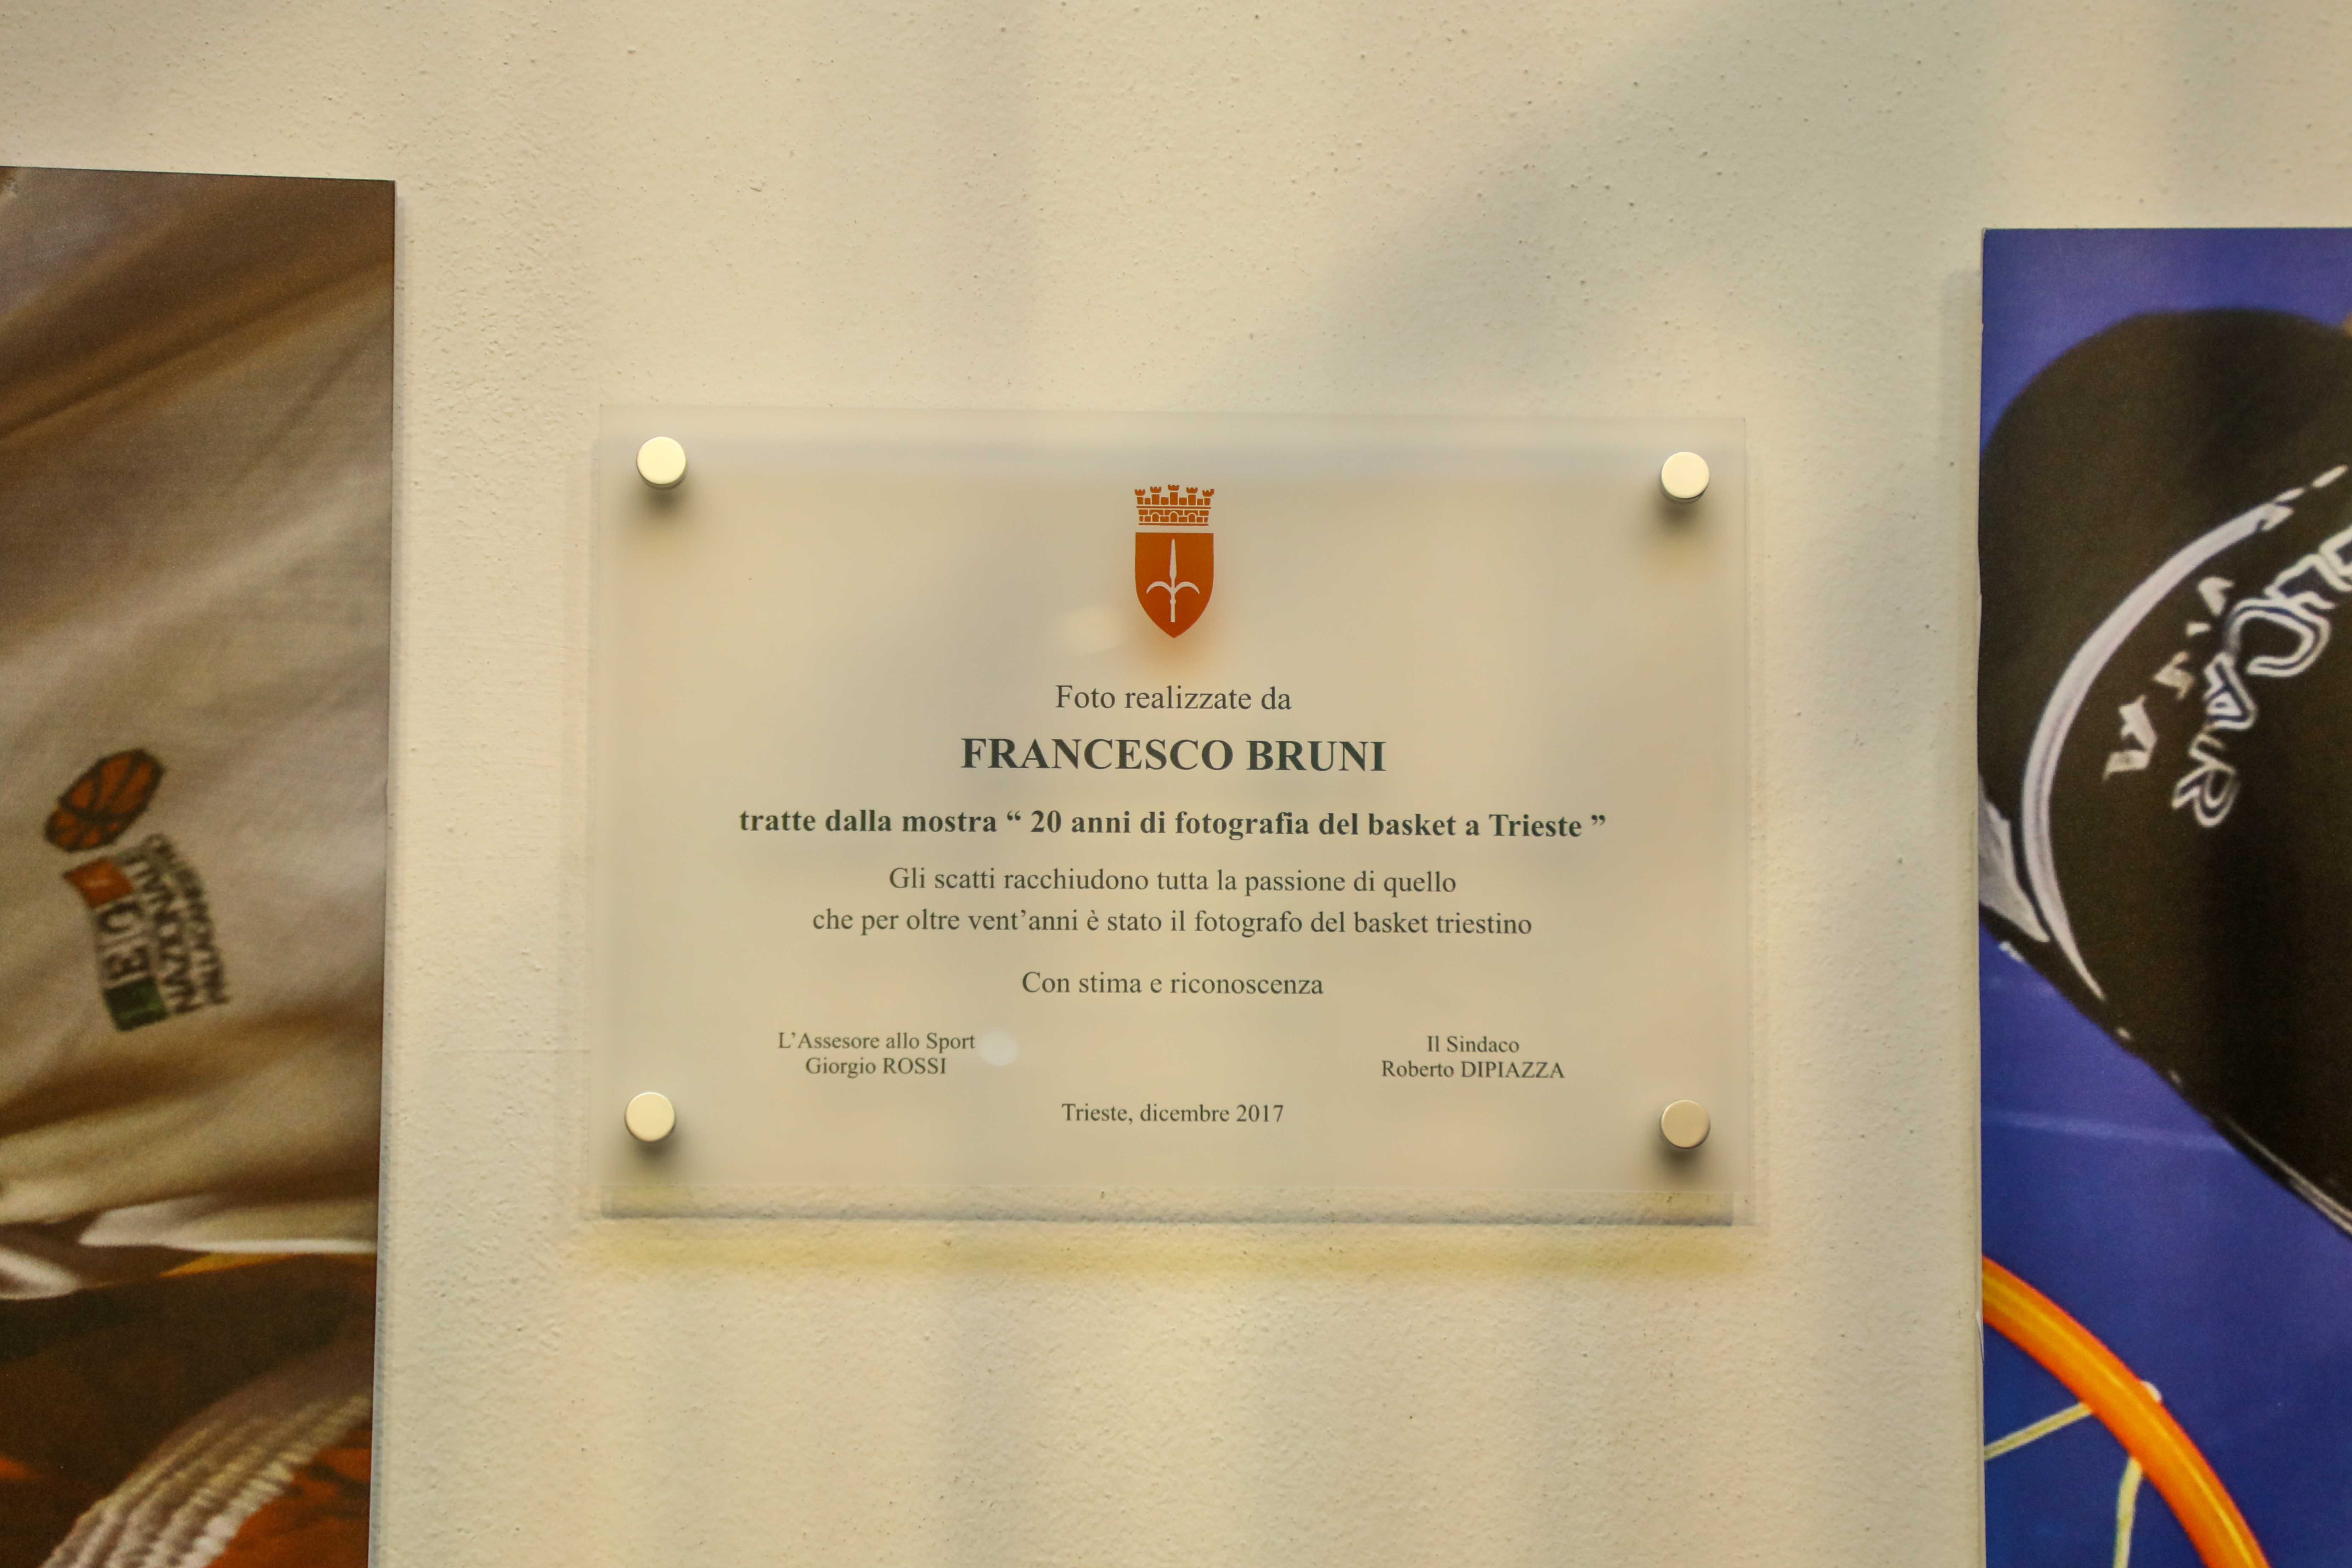 Foto realizzate da
FRANCESCO BRUNI
tratte dalla mostra “ 20 anni di fotografia del basket a Trieste ”
Gli scatti racchiudono tutta la passione di quello
che per oltre vent’anni è stato il fotografo del basket triestino
Con stima e riconoscenza
L’Assesore allo Sport
Giorgio ROSSI
Il Sindaco
Roberto DIPIAZZA
Trieste, dicembre 2017
LEGA
NAZIONALE
PALLACANESTRO